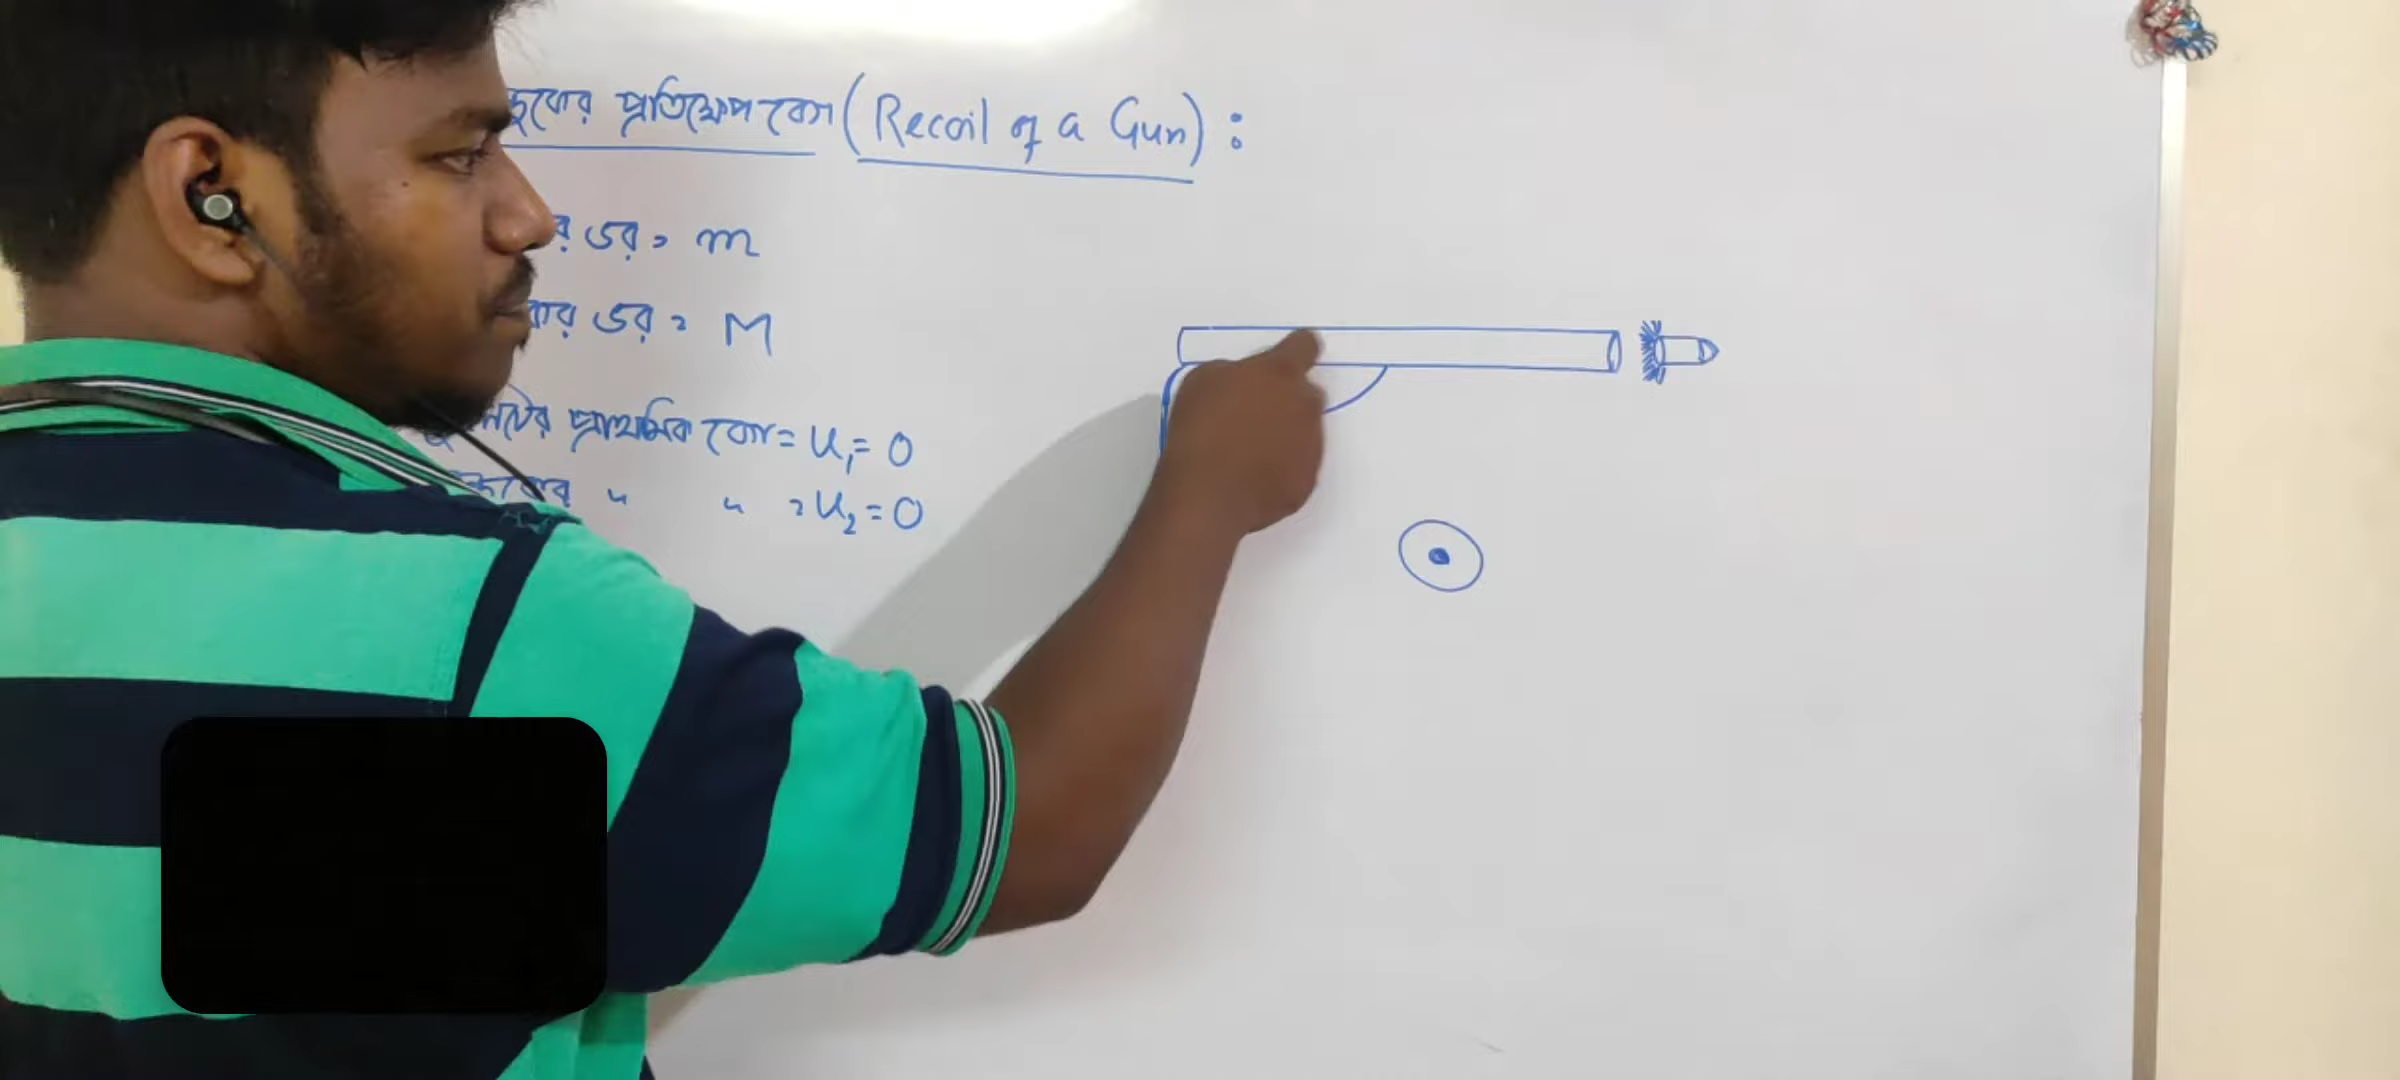 প্রতিক্ষেপ বেগ (Recoil of a Gun) :
র ভর = m
ভর = M
প্রাথমিক বেগ = u₁ = 0
" " = u₂ = 0